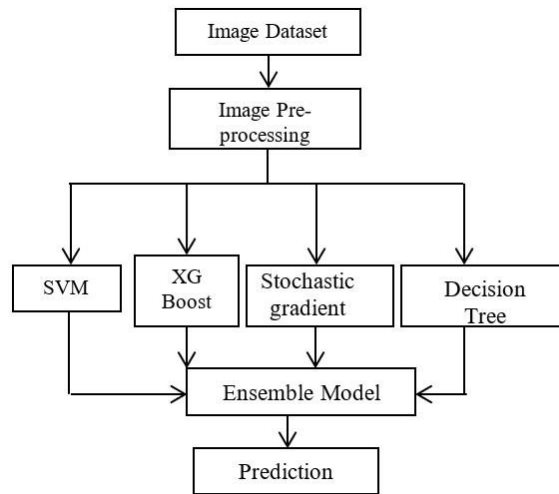 Image Dataset
Image Pre-
processing
SVM
XG
Boost
Stochastic
gradient
Decision
Tree
Ensemble Model
Prediction